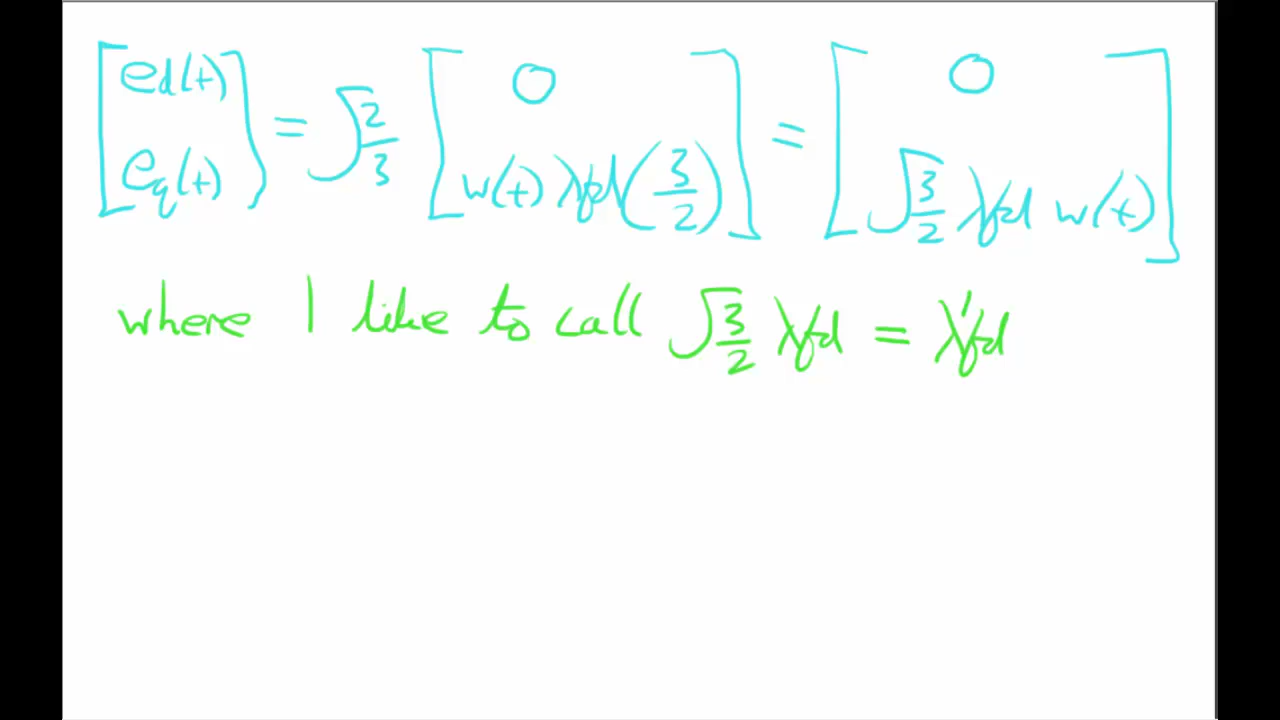 [ed(t) eq(t)] = √(2/3) [0 w(t) λfd(3/2)] = [0 √(3/2) λfd w(t)]
where I like to call √(3/2) λfd = λ'fd